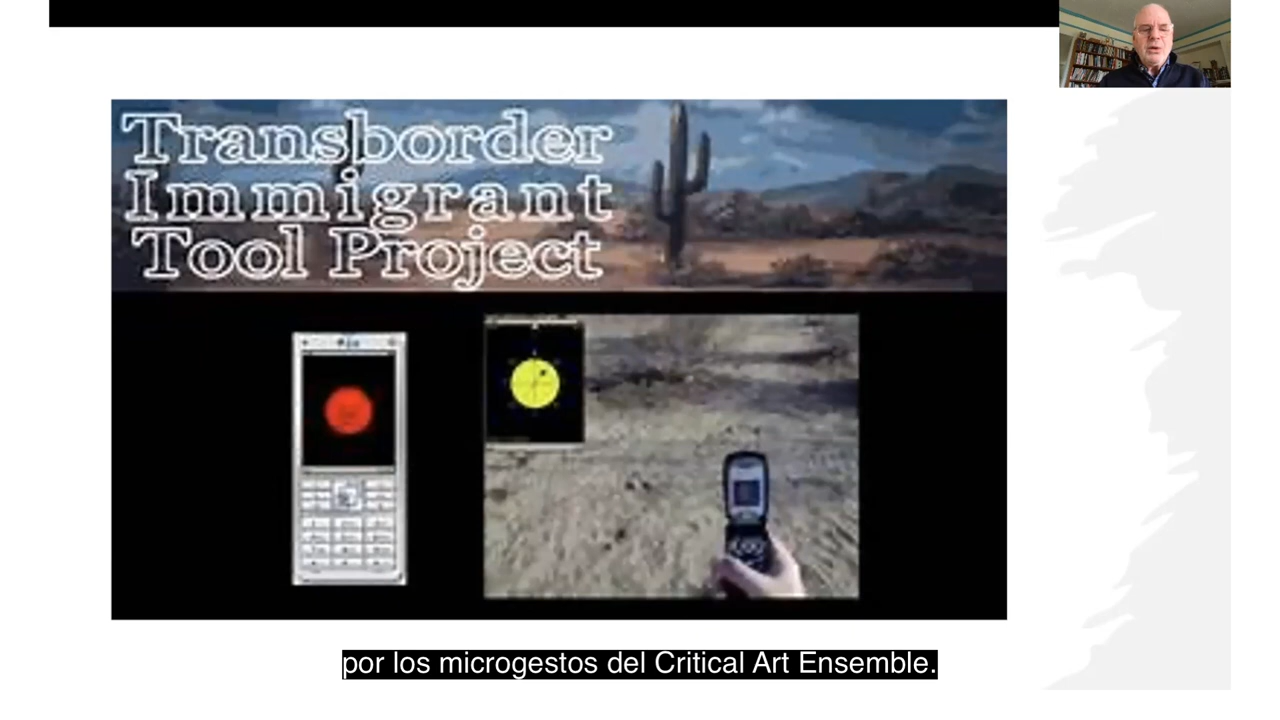 Transborder
Immigrant
Tool Project
por los microgestos del Critical Art Ensemble.